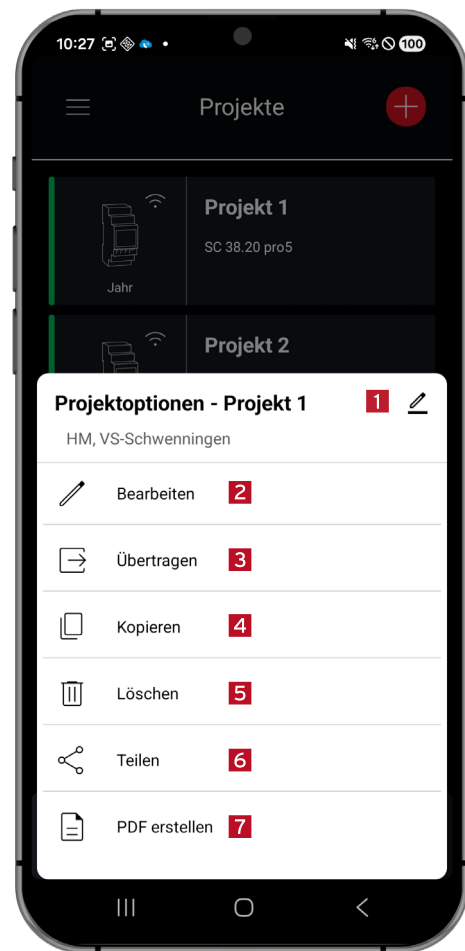 10:27 100
Projekte
Projekt 1
SC 38.20 pro5
Jahr
Projekt 2
Projektoptionen - Projekt 1 1
HM, VS-Schwenningen
Bearbeiten 2
Übertragen 3
Kopieren 4
Löschen 5
Teilen 6
PDF erstellen 7